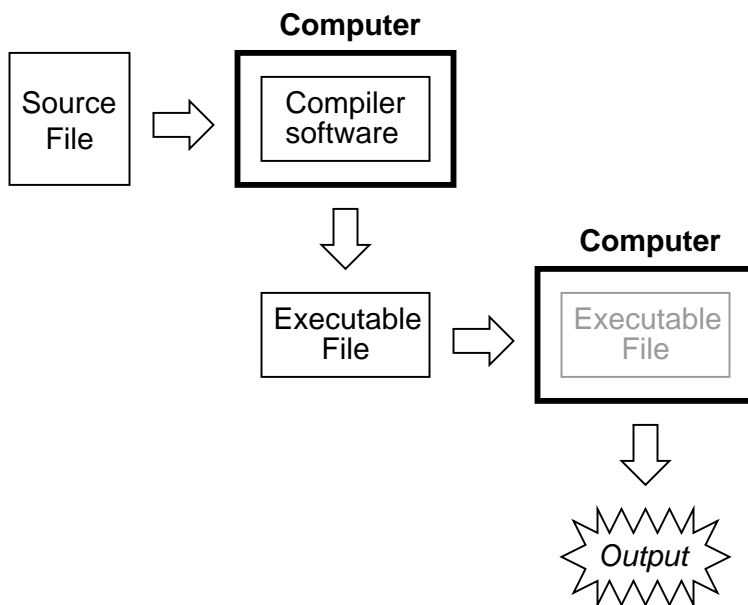 Computer
Source
File
Compiler
software
Computer
Executable
File
Executable
File
Output